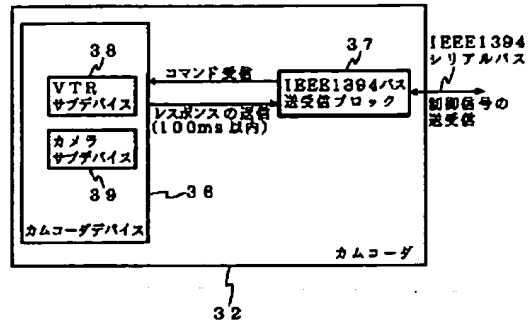 38
VTR
サブデバイス
カメラ
サブデバイス
39
36
カムコーダデバイス
コマンド受信
レスポンスの送信
(100ms以内)
37
IEEE1394バス
送受信ブロック
IEEE1394
シリアルバス
制御信号の
送受信
カムコーダ
32